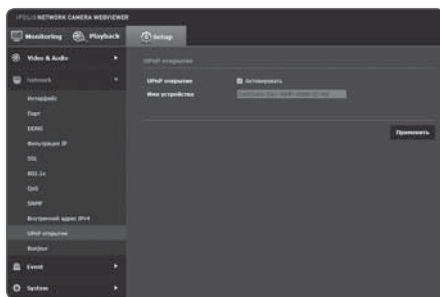 iPOLiS NETWORK CAMERA WEBVIEWER
Monitoring
Playback
Setup
Video & Audio
Network
Интерфейс
Порт
DDNS
Фильтрация IP
SSL
802.1x
QoS
SNMP
Внутренний адрес IPv4
UPnP открытие
Bonjour
Event
System
UPnP открытие
UPnP открытие
Активировать
Имя устройства
Применить